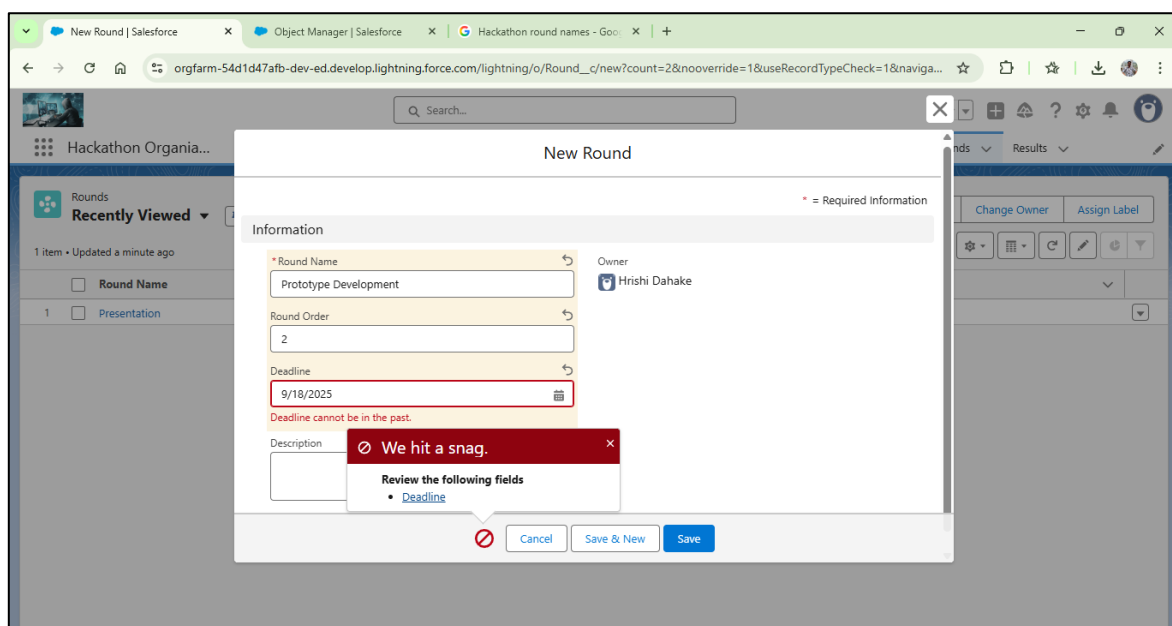 New Round | Salesforce
Object Manager | Salesforce
Hackathon round names - Goo
orgfarm-54d1d47afb-dev-ed.develop.lightning.force.com/lightning/o/Round__c/new?count=2&nooverride=1&useRecordTypeCheck=1&naviga...
Search...
Hackathon Organia...
nds
Results
New Round
Rounds
Recently Viewed
* = Required Information
Change Owner
Assign Label
Information
1 item • Updated a minute ago
* Round Name
Owner
Prototype Development
Hrishi Dahake
Round Name
1
Presentation
Round Order
2
Deadline
9/18/2025
Deadline cannot be in the past.
Description
We hit a snag.
Review the following fields
• Deadline
Cancel
Save & New
Save